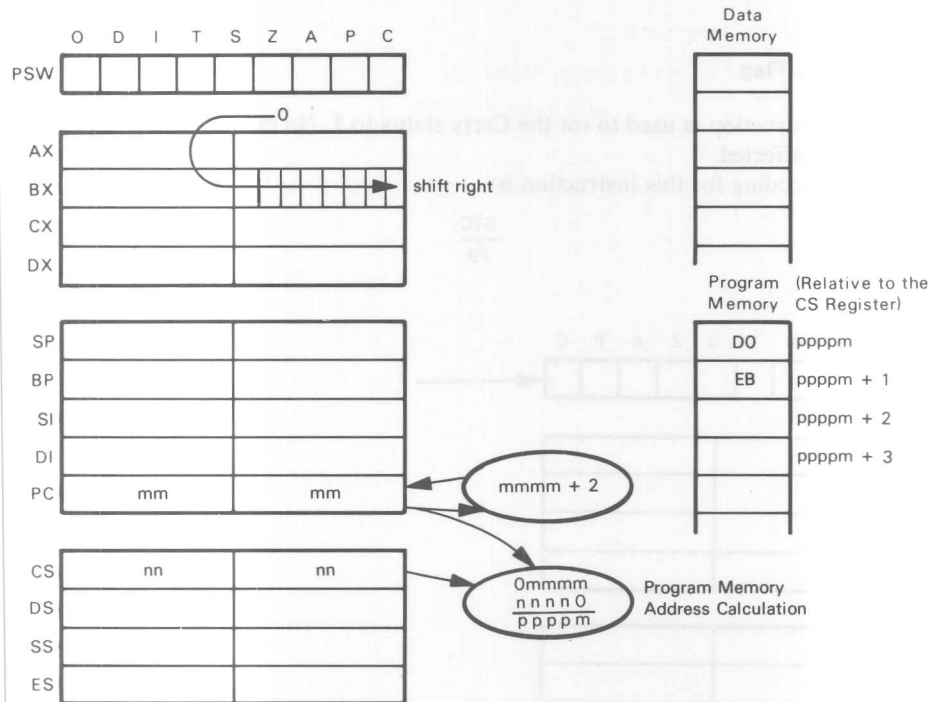 O D I T S Z A P C
PSW
0
AX
BX
shift right
CX
DX
SP
BP
SI
DI
PC mm mm
mmmm + 2
CS nn nn
DS
SS
ES
0mmmm
nnnn0
ppppm
Program Memory
Address Calculation
Data
Memory
Program (Relative to the
Memory CS Register)
D0 ppppm
EB ppppm + 1
ppppm + 2
ppppm + 3